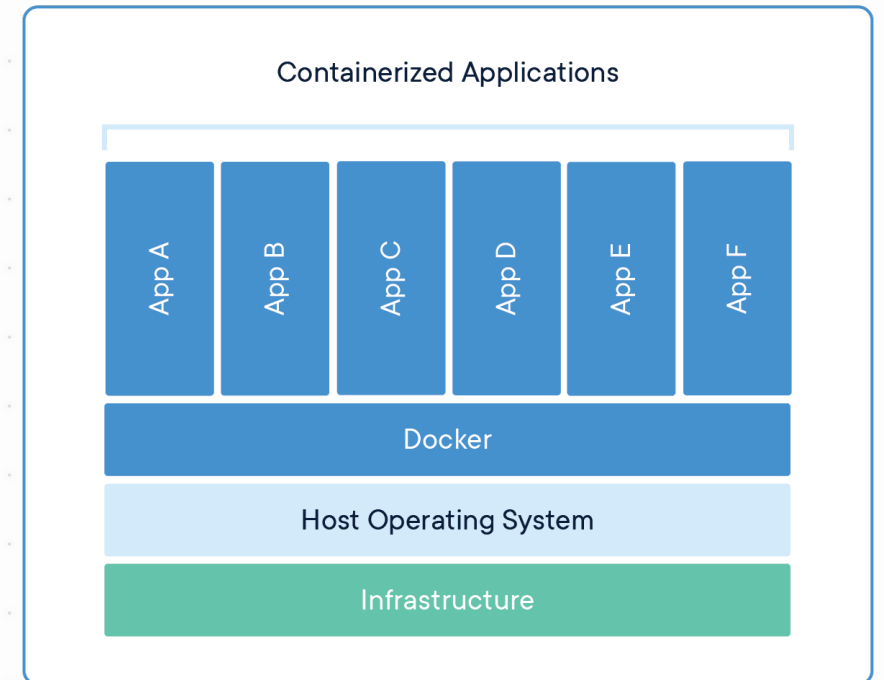 Containerized Applications
App A
App B
App C
App D
App E
App F
Docker
Host Operating System
Infrastructure